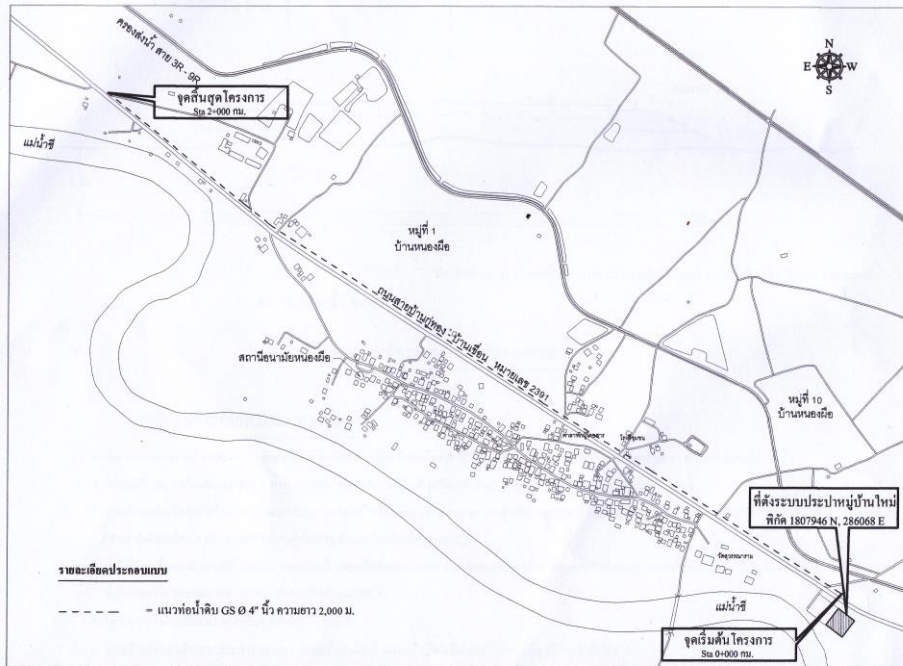 N
E
W
S
ครองส่งน้ำ สาย 3R - 9R
จุดสิ้นสุดโครงการ
Sta 2+000 กม.
แม่น้ำชี
หมู่ที่ 1
บ้านหนองผือ
ถนนสายบ้านภูทอง - บ้านเขื่อน หมายเลข 2391
สถานีอนามัยหนองผือ
หมู่ที่ 10
บ้านหนองผือ
ที่ตั้งระบบประปาหมู่บ้านใหม่
พิกัด 1807946 N, 286068 E
รายละเอียดประกอบแบบ
= แนวท่อน้ำดิบ GS Ø 4" นิ้ว ความยาว 2,000 ม.
แม่น้ำชี
จุดเริ่มต้นโครงการ
Sta 0+000 กม.